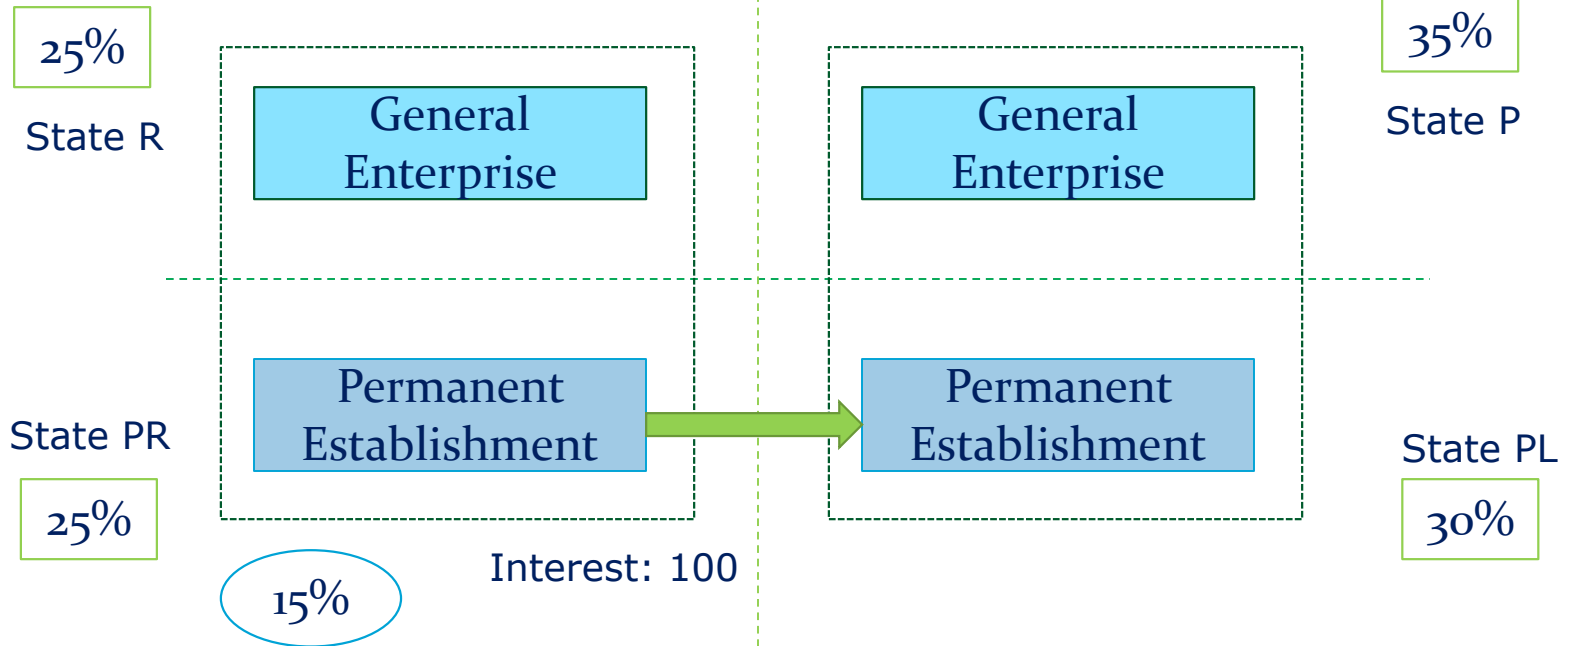 25%
State R
General
Enterprise
General
Enterprise
35%
State P
State PR
25%
Permanent
Establishment
Permanent
Establishment
State PL
30%
15%
Interest: 100